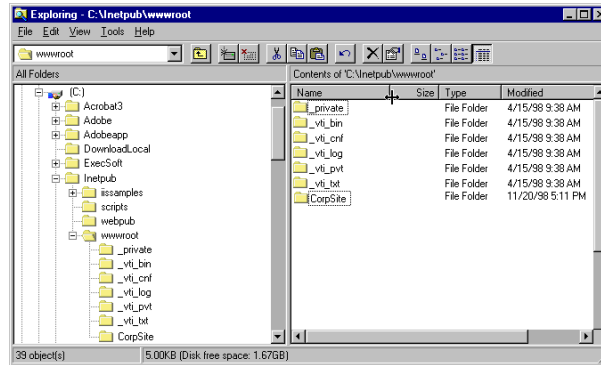 Exploring - C:\Inetpub\wwwroot
File Edit View Tools Help
wwwroot
All Folders
Contents of 'C:\Inetpub\wwwroot'
(C:)
Acrobat3
Adobe
Adobeapp
DownloadLocal
ExecSoft
Inetpub
iissamples
scripts
webpub
wwwroot
_private
_vti_bin
_vti_cnf
_vti_log
_vti_pvt
_vti_txt
CorpSite
Name Size Type Modified
_private File Folder 4/15/98 9:38 AM
_vti_bin File Folder 4/15/98 9:38 AM
_vti_cnf File Folder 4/15/98 9:38 AM
_vti_log File Folder 4/15/98 9:38 AM
_vti_pvt File Folder 4/15/98 9:38 AM
_vti_txt File Folder 4/15/98 9:38 AM
CorpSite File Folder 11/20/98 5:11 PM
39 object(s) 5.00KB (Disk free space: 1.67GB)